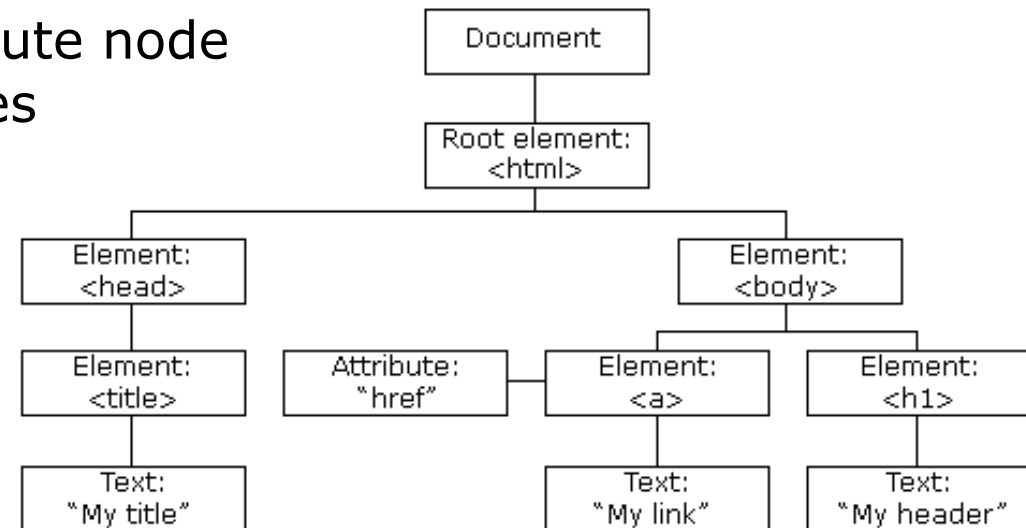 ute node
es
Document
Root element:
<html>
Element:
<head>
Element:
<body>
Element:
<title>
Attribute:
“href”
Element:
<a>
Element:
<h1>
Text:
“My title”
Text:
“My link”
Text:
“My header”